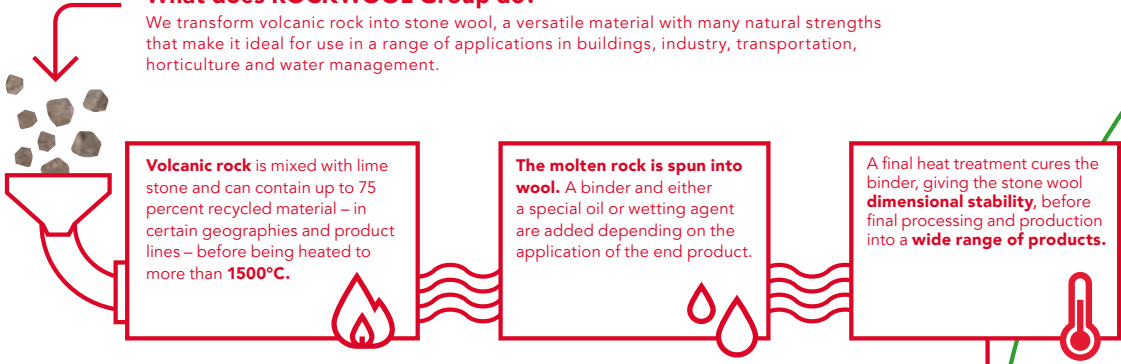 What does ROCKWOOL Group do?
We transform volcanic rock into stone wool, a versatile material with many natural strengths
that make it ideal for use in a range of applications in buildings, industry, transportation,
horticulture and water management.
Volcanic rock is mixed with lime
stone and can contain up to 75
percent recycled material – in
certain geographies and product
lines – before being heated to
more than 1500°C.
The molten rock is spun into
wool. A binder and either
a special oil or wetting agent
are added depending on the
application of the end product.
A final heat treatment cures the
binder, giving the stone wool
dimensional stability, before
final processing and production
into a wide range of products.